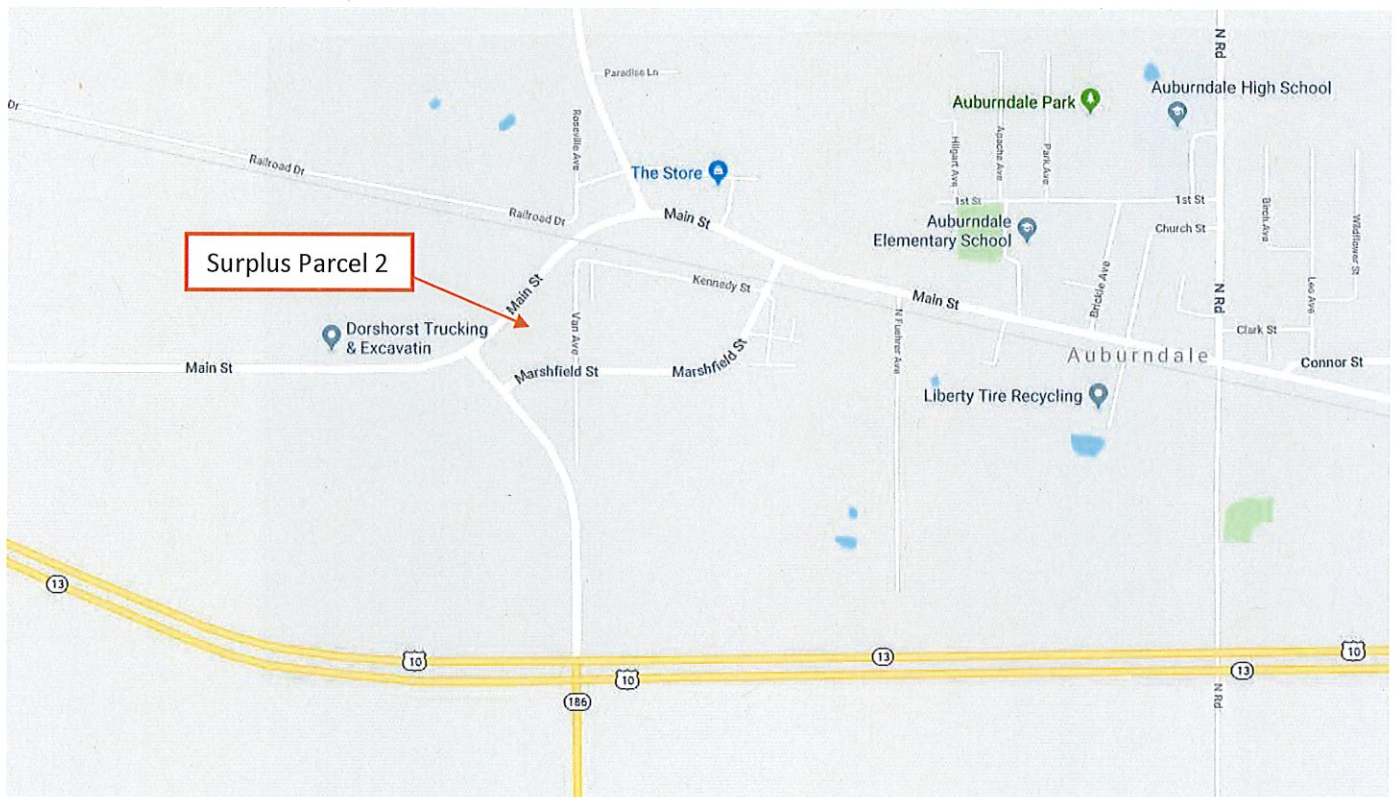 N Rd
Paradise Ln
Auburndale High School
Auburndale Park
Dr
Roseville Ave
Hilgart Ave
Apache Ave
Park Ave
Railroad Dr
The Store
1st St
1st St
Birch Ave
Wildflower St
Railroad Dr
Main St
Auburndale
Elementary School
Church St
Surplus Parcel 2
Kennedy St
Brickle Ave
Main St
Main St
N Rd
Leo Ave
Van Ave
N Fuehrer Ave
Dorshorst Trucking
& Excavatin
Clark St
Auburndale
Connor St
Main St
Marshfield St
Marshfield St
Liberty Tire Recycling
13
10
13
10
10
13
186
N Rd